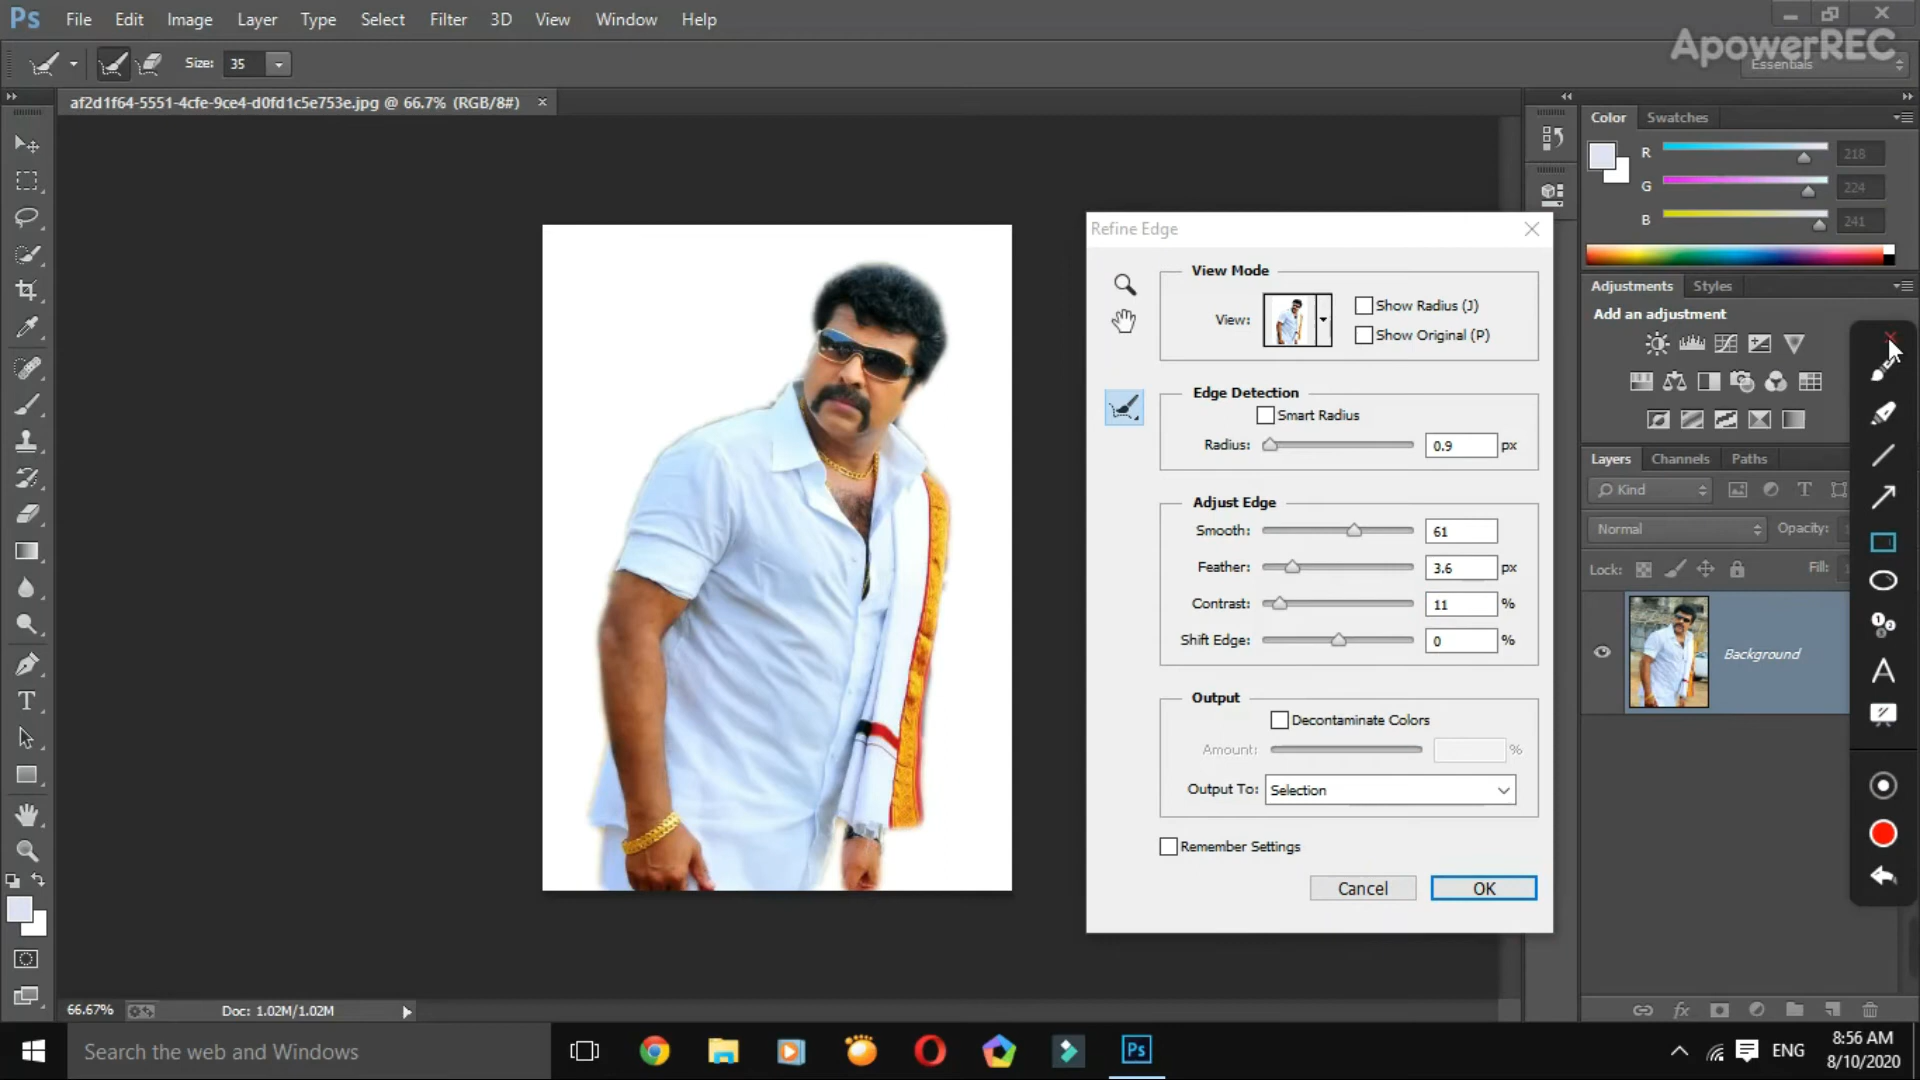 Ps File Edit Image Layer Type Select Filter 3D View Window Help
ApowerREC
Size: 35
Essentials
af2d1f64-5551-4cfe-9ce4-d0fd1c5e753e.jpg @ 66.7% (RGB/8#) ×
Color Swatches
R 218
G 224
B 241
Adjustments Styles
Add an adjustment
Layers Channels Paths
Kind
Normal Opacity:
Lock: Fill:
Background
Refine Edge
View Mode
View:
Show Radius (J)
Show Original (P)
Edge Detection
Smart Radius
Radius: 0.9 px
Adjust Edge
Smooth: 61
Feather: 3.6 px
Contrast: 11 %
Shift Edge: 0 %
Output
Decontaminate Colors
Amount: %
Output To: Selection
Remember Settings
Cancel OK
66.67% Doc: 1.02M/1.02M
Search the web and Windows
Ps
ENG
8:56 AM
8/10/2020